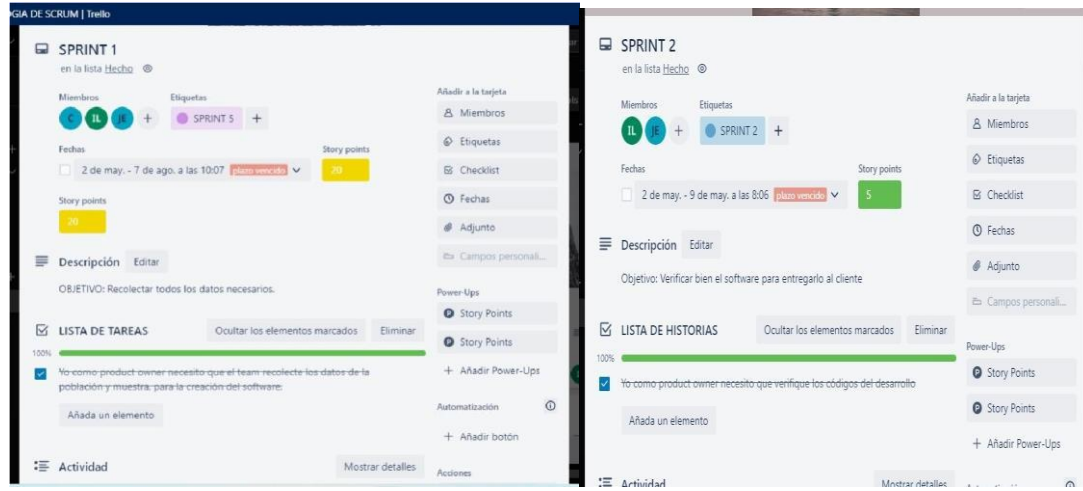 GIA DE SCRUM | Trello
SPRINT 1
en la lista Hecho
Miembros
Etiquetas
C IL JE + SPRINT 5 +
Fechas
Story points
2 de may. - 7 de ago. a las 10:07 plazo vencido
20
Story points
20
Descripción Editar
OBJETIVO: Recolectar todos los datos necesarios.
LISTA DE TAREAS Ocultar los elementos marcados Eliminar
100%
Yo como product owner necesito que el team recolecte los datos de la
población y muestra, para la creación del software.
Añada un elemento
Actividad Mostrar detalles
Añadir a la tarjeta
Miembros
Etiquetas
Checklist
Fechas
Adjunto
Campos personali...
Power-Ups
Story Points
Story Points
+ Añadir Power-Ups
Automatización
+ Añadir botón
Acciones
SPRINT 2
en la lista Hecho
Miembros
Etiquetas
IL JE + SPRINT 2 +
Fechas
Story points
2 de may. - 9 de may. a las 8:06 plazo vencido
5
Descripción Editar
Objetivo: Verificar bien el software para entregarlo al cliente
LISTA DE HISTORIAS Ocultar los elementos marcados Eliminar
100%
Yo como product owner necesito que verifique los códigos del desarrollo
Añada un elemento
Actividad Mostrar detalles
Añadir a la tarjeta
Miembros
Etiquetas
Checklist
Fechas
Adjunto
Campos personali...
Power-Ups
Story Points
Story Points
+ Añadir Power-Ups